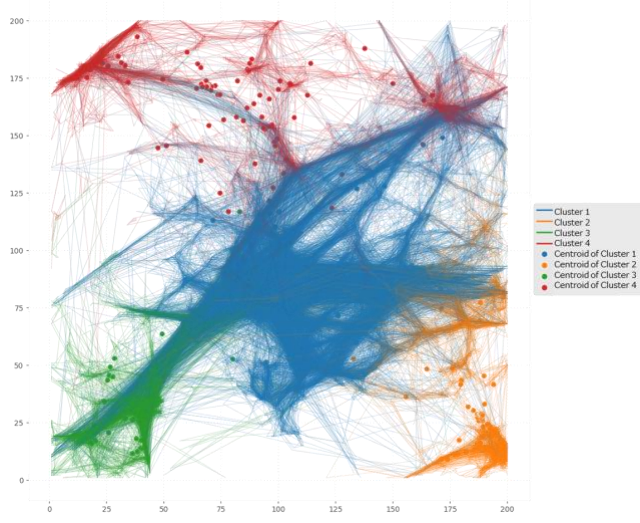 200
175
150
125
100
75
50
25
0
0 25 50 75 100 125 150 175 200
Cluster 1
Cluster 2
Cluster 3
Cluster 4
Centroid of Cluster 1
Centroid of Cluster 2
Centroid of Cluster 3
Centroid of Cluster 4